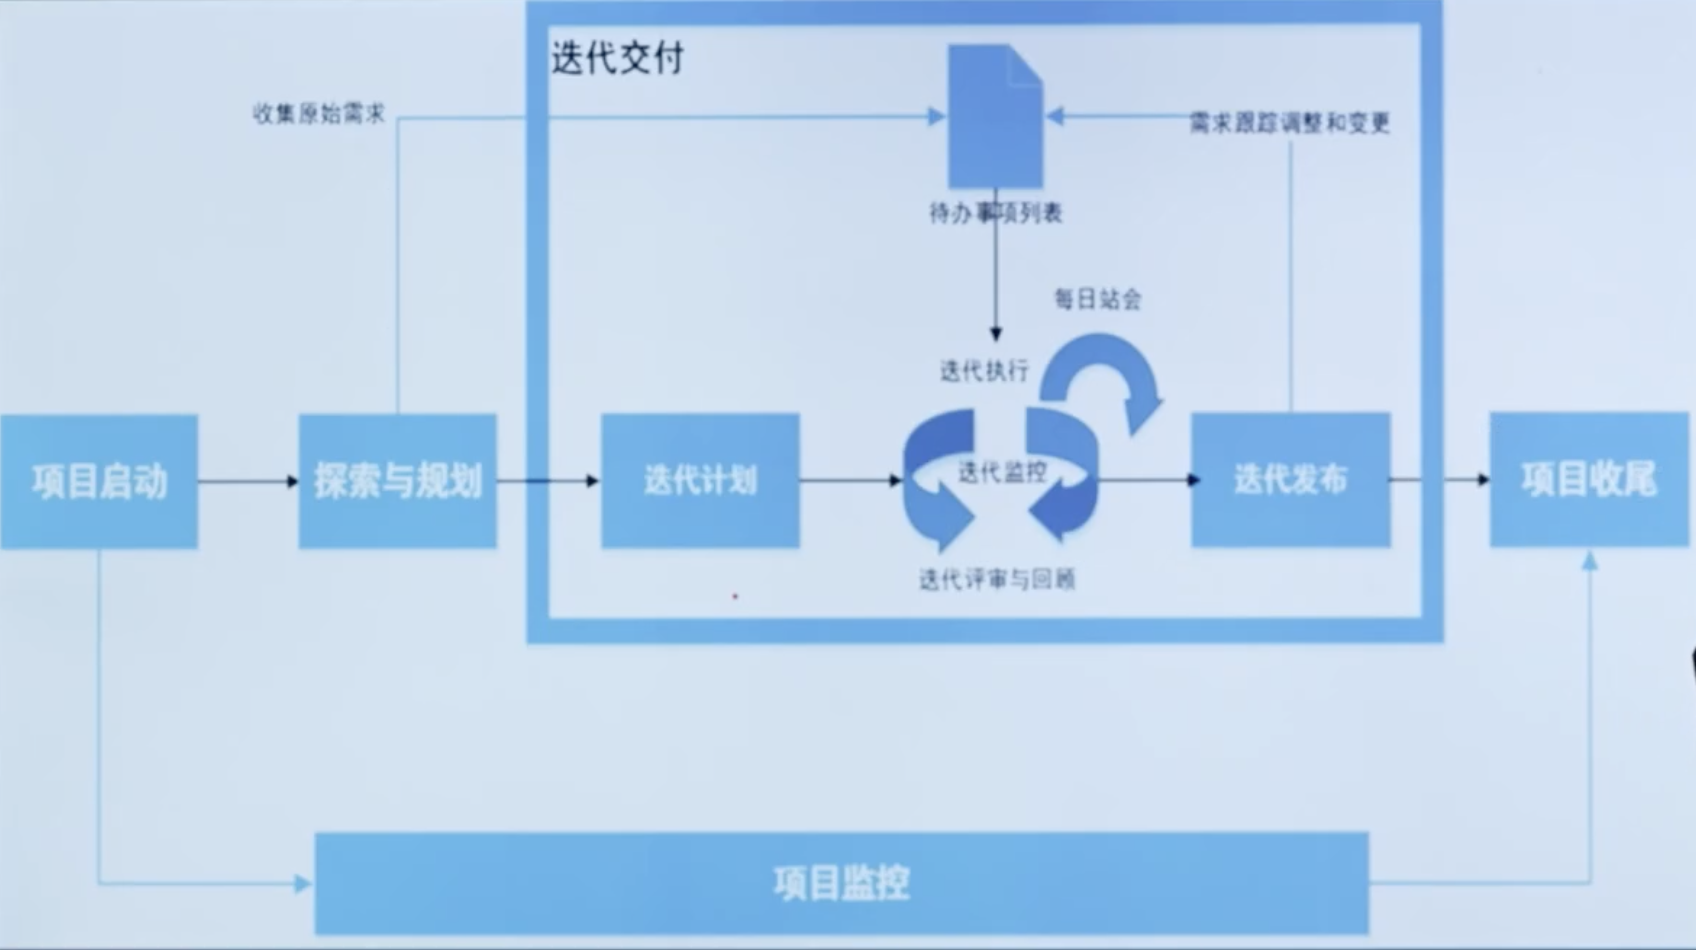 迭代交付
收集原始需求
需求跟踪调整和变更
待办事项列表
每日站会
迭代执行
项目启动
探索与规划
迭代计划
迭代监控
迭代发布
项目收尾
迭代评审与回顾
项目监控